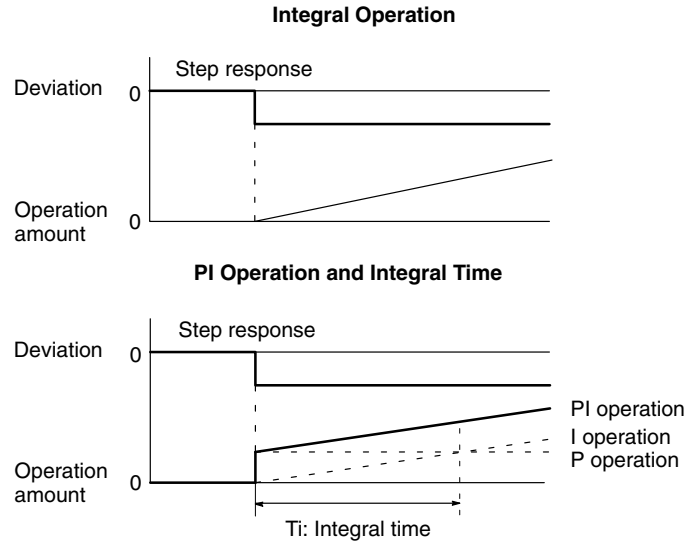 Integral Operation
Step response
Deviation 0
Operation
amount 0
PI Operation and Integral Time
Step response
Deviation 0
PI operation
I operation
P operation
Operation
amount 0
Ti: Integral time